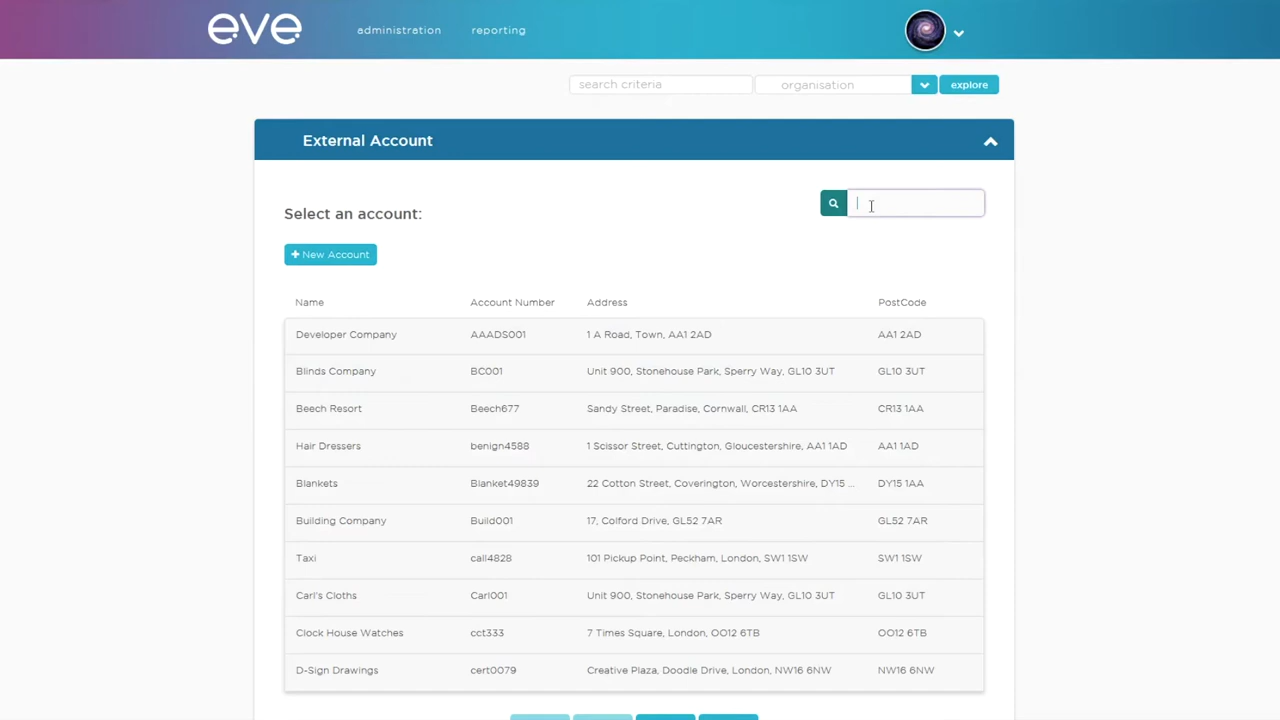 eve administration reporting
search criteria organisation explore
External Account
Select an account:
New Account
Name Account Number Address PostCode
Developer Company AAADS001 1 A Road, Town, AA1 2AD AA1 2AD
Blinds Company BC001 Unit 900, Stonehouse Park, Sperry Way, GL10 3UT GL10 3UT
Beech Resort Beech677 Sandy Street, Paradise, Cornwall, CR13 1AA CR13 1AA
Hair Dressers benign4588 1 Scissor Street, Cuttington, Gloucestershire, AA1 1AD AA1 1AD
Blankets Blanket49839 22 Cotton Street, Coverington, Worcestershire, DY15 ... DY15 1AA
Building Company Build001 17, Colford Drive, GL52 7AR GL52 7AR
Taxi call4828 101 Pickup Point, Peckham, London, SW1 1SW SW1 1SW
Carl's Cloths Carl001 Unit 900, Stonehouse Park, Sperry Way, GL10 3UT GL10 3UT
Clock House Watches cct333 7 Times Square, London, OO12 6TB OO12 6TB
D-Sign Drawings cert0079 Creative Plaza, Doodle Drive, London, NW16 6NW NW16 6NW